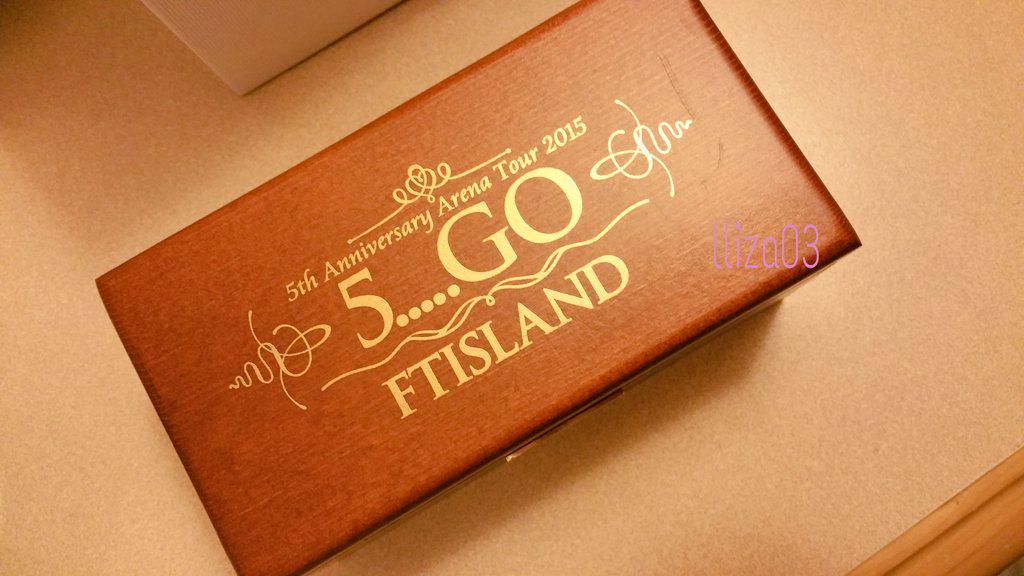 5th Anniversary Arena Tour 2015
5.....GO
FTISLAND
lliza03